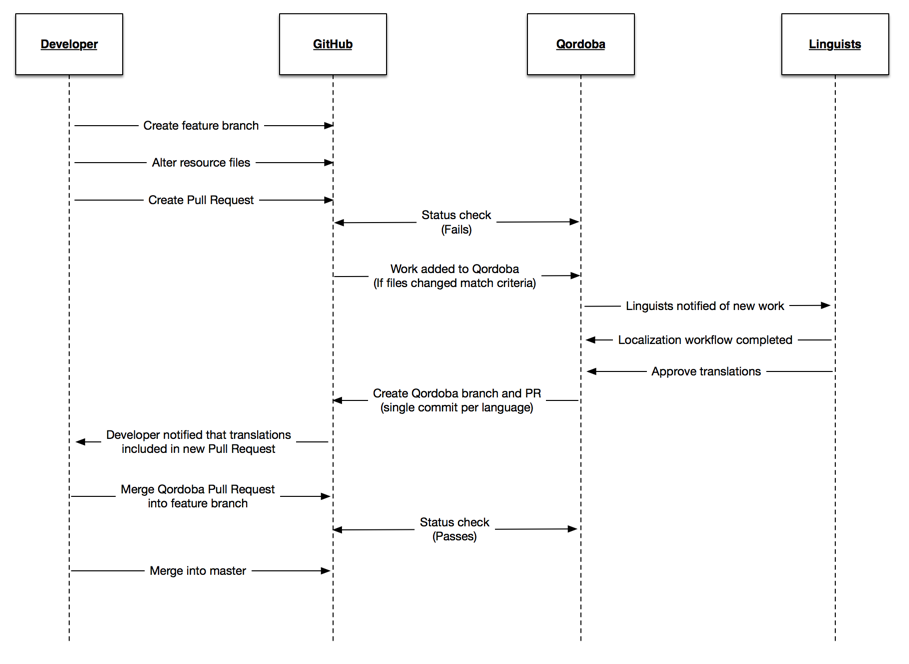 Developer
GitHub
Qordoba
Linguists
Create feature branch
Alter resource files
Create Pull Request
Status check
(Fails)
Work added to Qordoba
(If files changed match criteria)
Linguists notified of new work
Localization workflow completed
Approve translations
Create Qordoba branch and PR
(single commit per language)
Developer notified that translations
included in new Pull Request
Merge Qordoba Pull Request
into feature branch
Status check
(Passes)
Merge into master